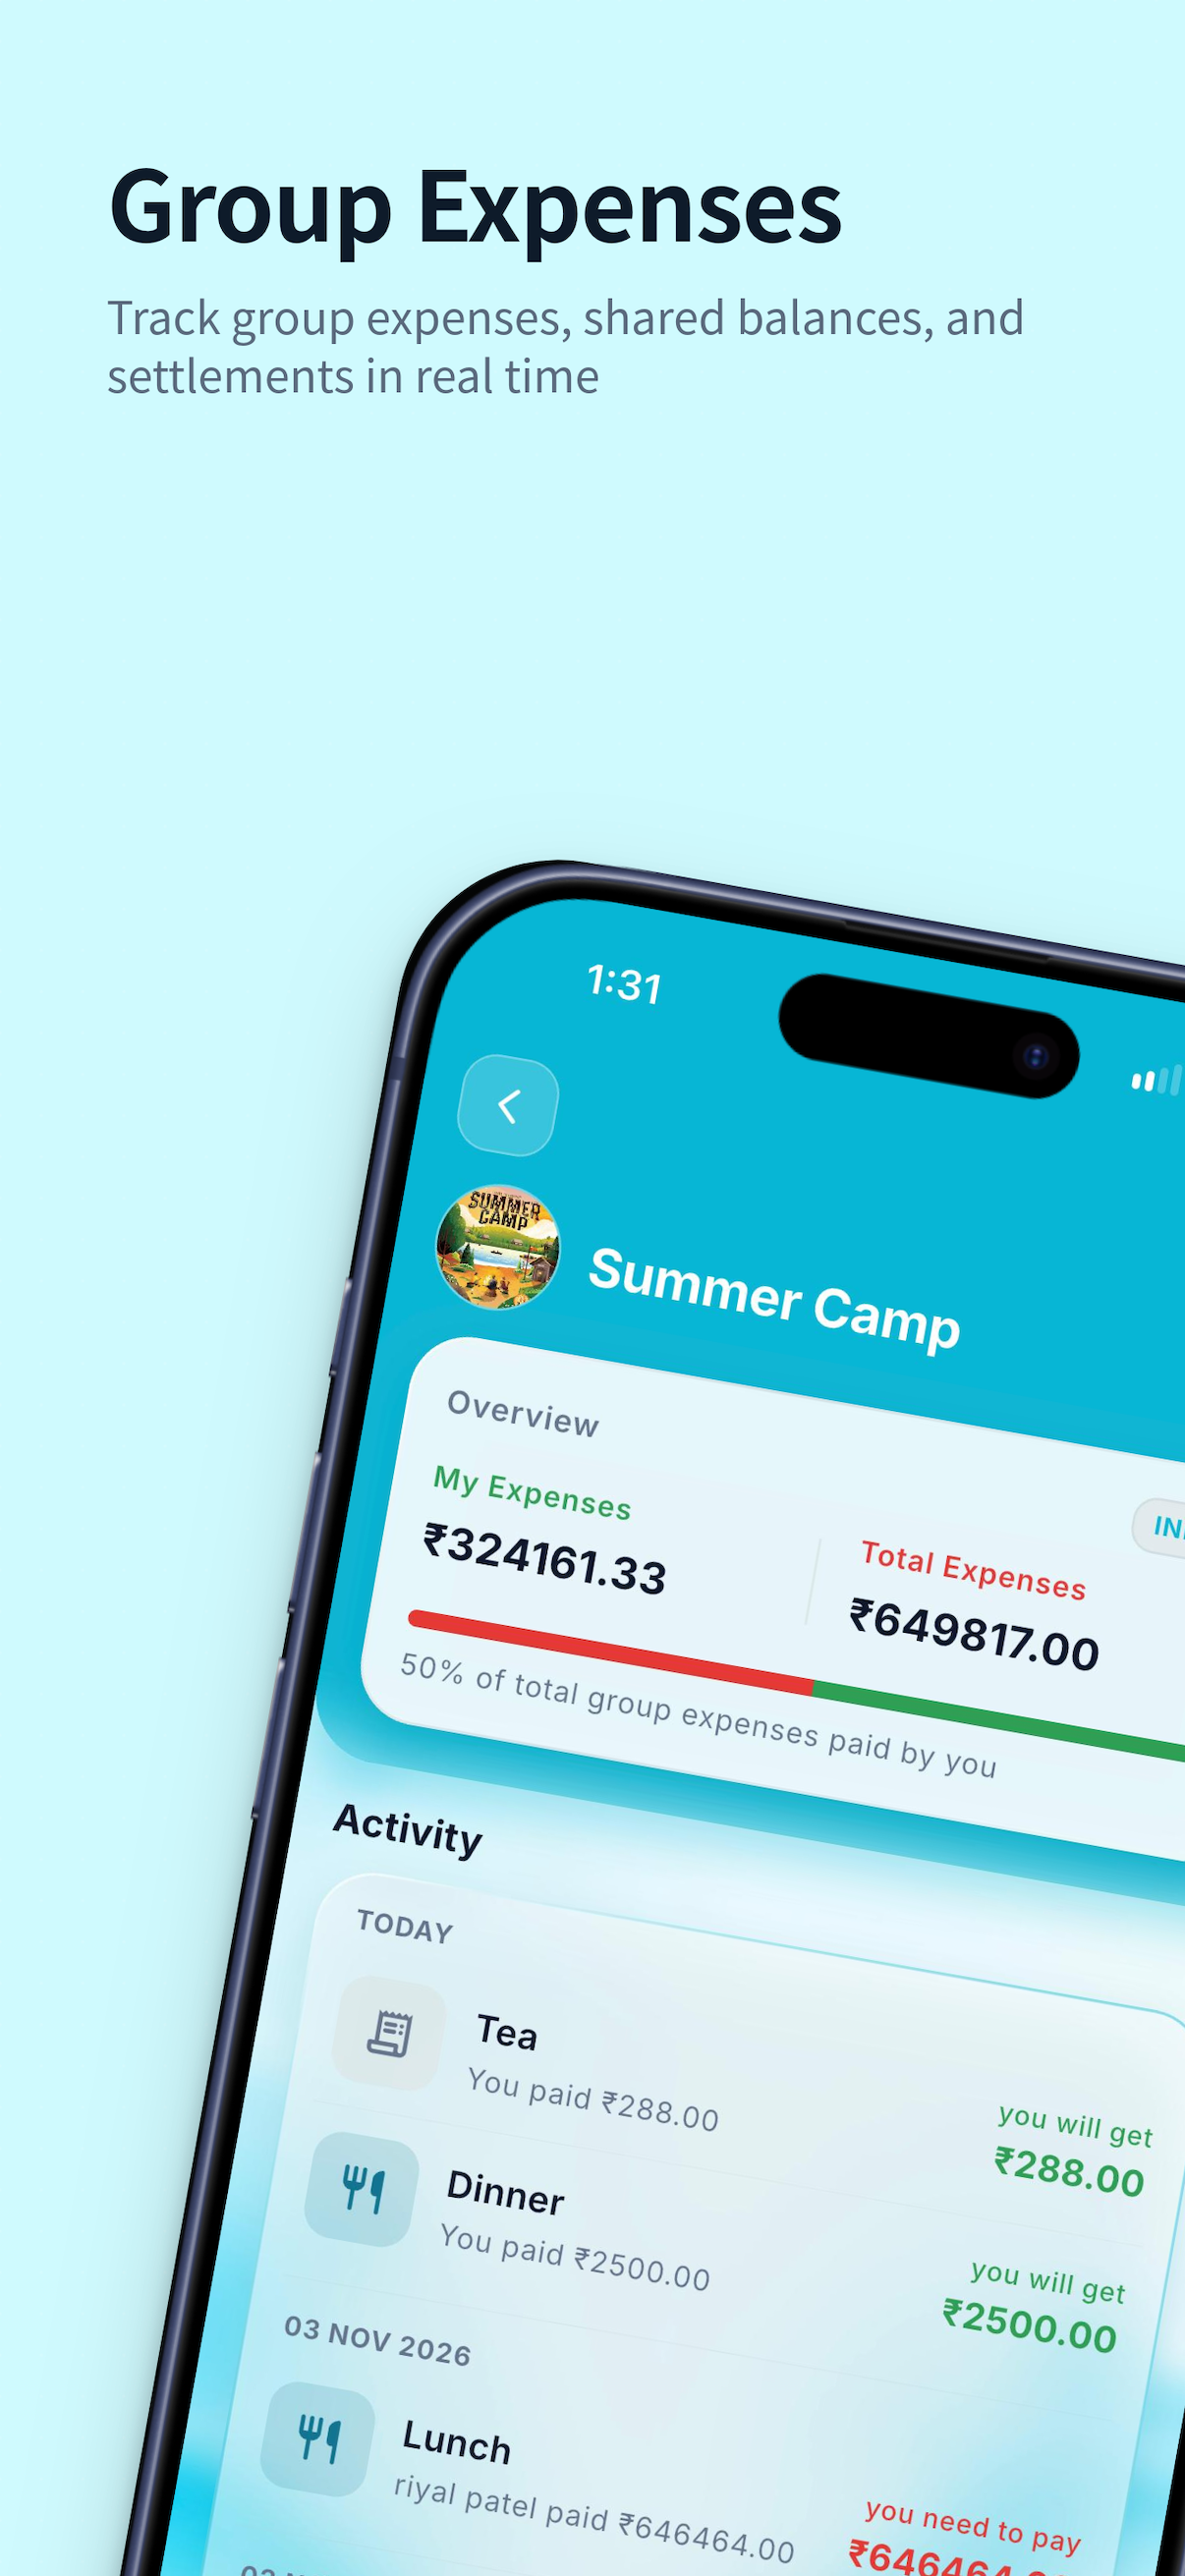 Group Expenses
Track group expenses, shared balances, and
settlements in real time
1:31
SUMMER
CAMP
Summer Camp
Overview
My Expenses
₹324161.33
Total Expenses
₹649817.00
50% of total group expenses paid by you
Activity
TODAY
Tea
You paid ₹288.00
you will get
₹288.00
Dinner
You paid ₹2500.00
you will get
₹2500.00
03 NOV 2026
Lunch
riyal patel paid ₹646464.00
you need to pay